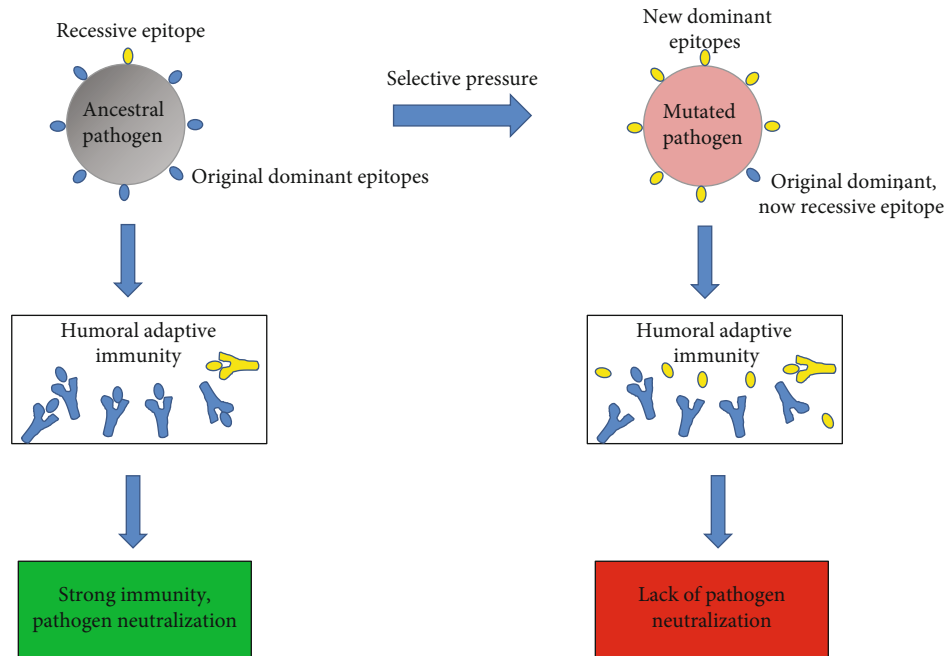 Recessive epitope
Ancestral
pathogen
Original dominant epitopes
Selective pressure
New dominant
epitopes
Mutated
pathogen
Original dominant,
now recessive epitope
Humoral adaptive
immunity
Humoral adaptive
immunity
Strong immunity,
pathogen neutralization
Lack of pathogen
neutralization